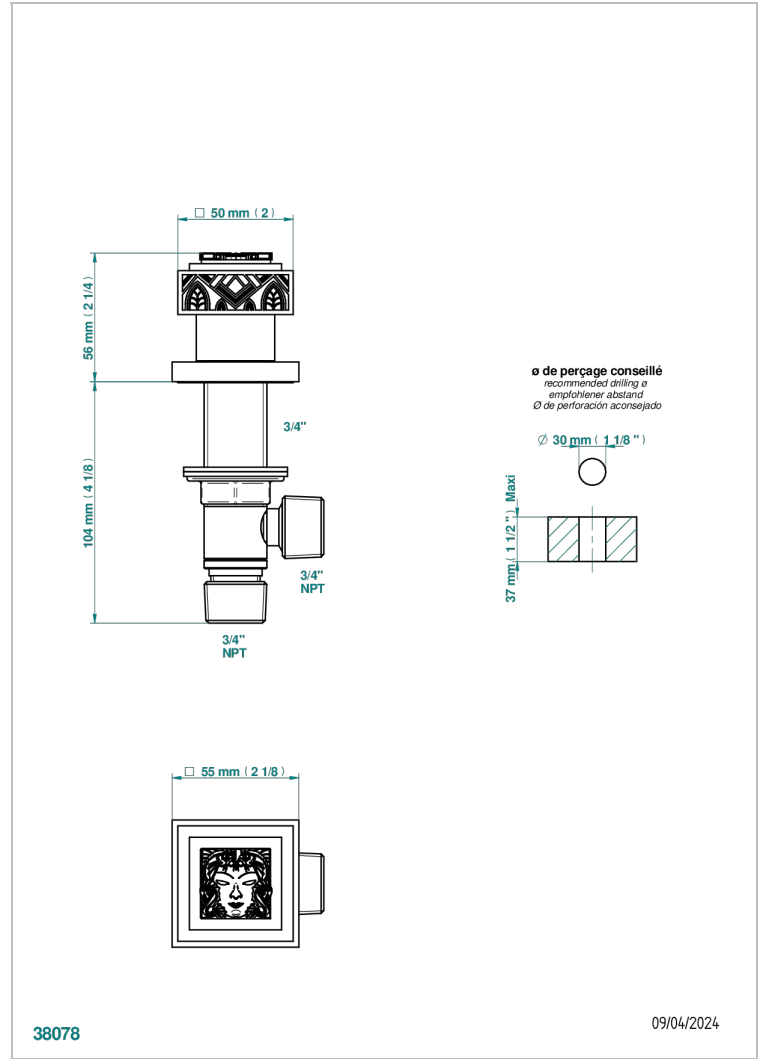 □ 50 mm ( 2 )
56 mm ( 2 1/4 )
3/4"
104 mm ( 4 1/8 )
3/4"
NPT
3/4"
NPT
ø de perçage conseillé
recommended drilling ø
empfohlener abstand
Ø de perforación aconsejado
Ø 30 mm ( 1 1/8 " )
37 mm ( 1 1/2 " ) Maxi
□ 55 mm ( 2 1/8 )
38078
09/04/2024